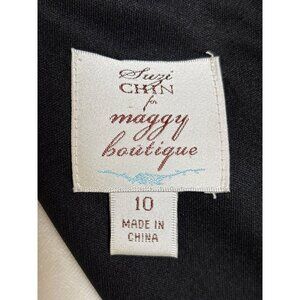 Suzi
CHIN
for
maggy
boutique
10
MADE IN
CHINA